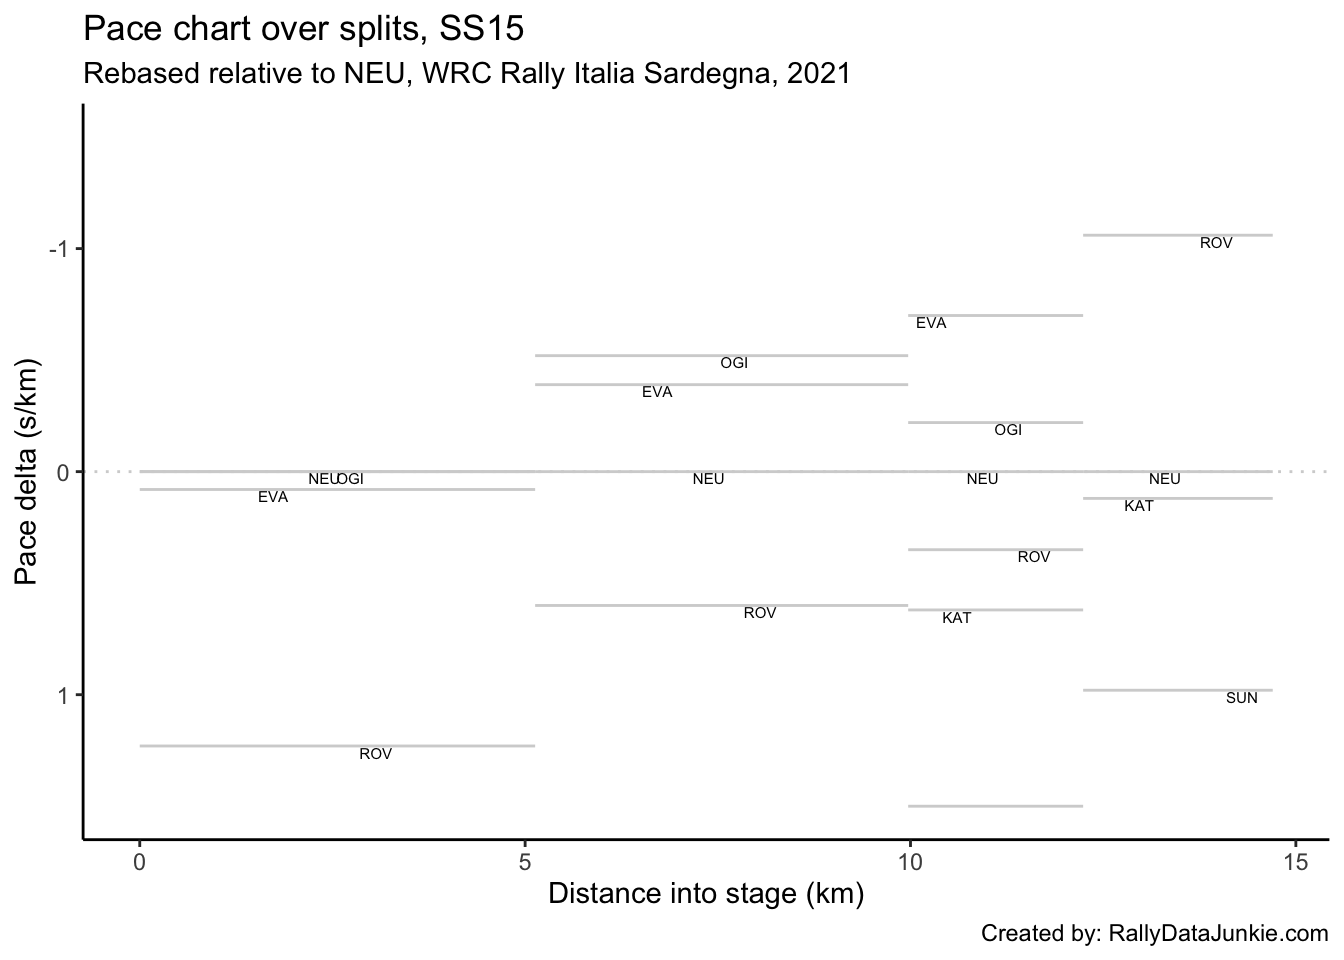 Pace chart over splits, SS15
Rebased relative to NEU, WRC Rally Italia Sardegna, 2021
-1
0
1
Pace delta (s/km)
ROV
EVA
OGI
EVA
OGI
NEU
OGI
NEU
NEU
NEU
EVA
KAT
ROV
ROV
KAT
SUN
ROV
0
5
10
15
Distance into stage (km)
Created by: RallyDataJunkie.com